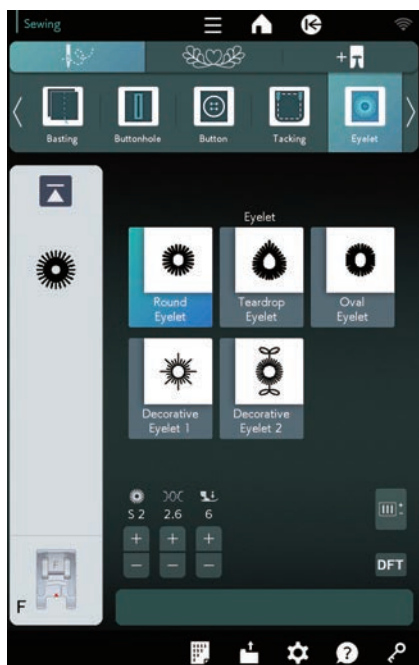 Sewing
Basting
Buttonhole
Button
Tacking
Eyelet
Eyelet
Round
Eyelet
Teardrop
Eyelet
Oval
Eyelet
Decorative
Eyelet 1
Decorative
Eyelet 2
S 2 2.6 6
+ + +
- - -
DFT
F